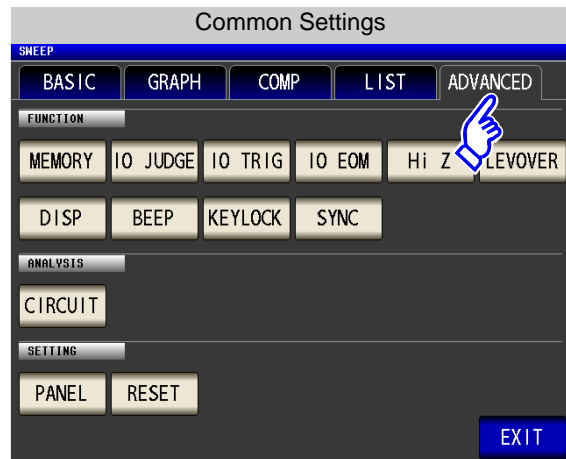 Common Settings
SWEEP
BASIC GRAPH COMP LIST ADVANCED
FUNCTION
MEMORY IO JUDGE IO TRIG IO EOM Hi Z LEVOVER
DISP BEEP KEYLOCK SYNC
ANALYSIS
CIRCUIT
SETTING
PANEL RESET
EXIT